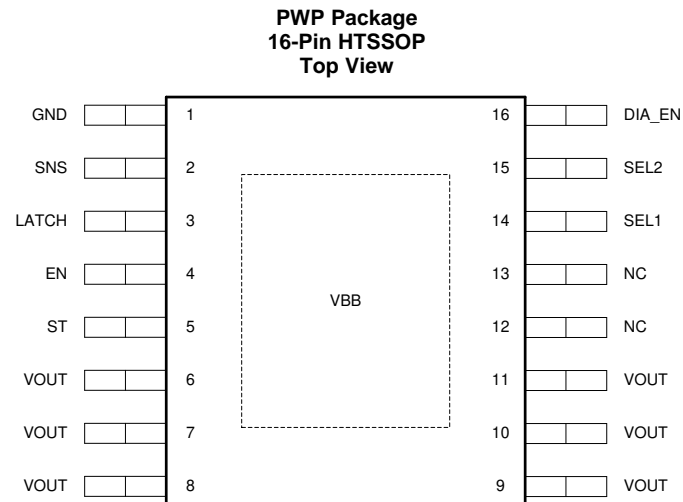 PWP Package
16-Pin HTSSOP
Top View
GND 1 16 DIA_EN
SNS 2 15 SEL2
LATCH 3 14 SEL1
EN 4 13 NC
VBB
ST 5 12 NC
VOUT 6 11 VOUT
VOUT 7 10 VOUT
VOUT 8 9 VOUT